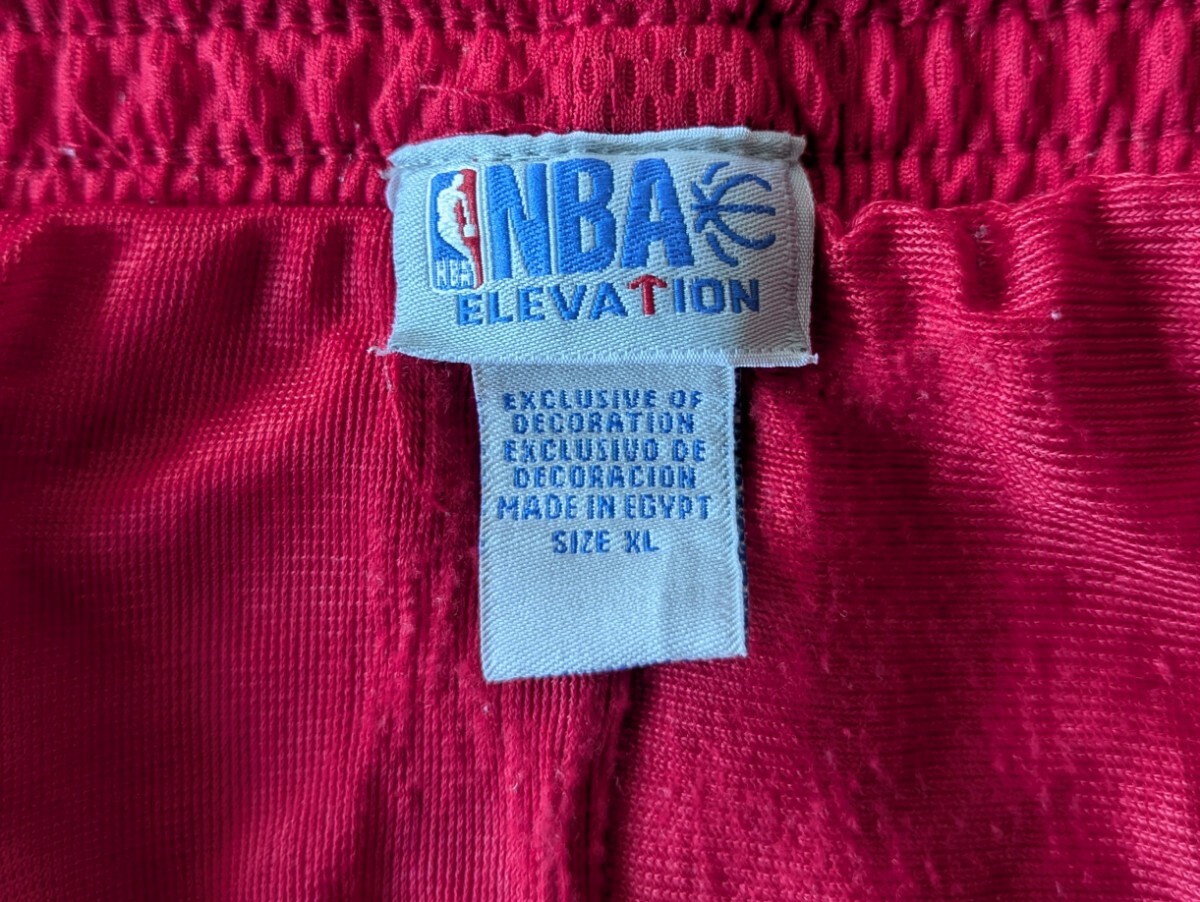 NBA NBA
ELEVATION
EXCLUSIVE OF
DECORATION
EXCLUSIVO DE
DECORACION
MADE IN EGYPT
SIZE XL